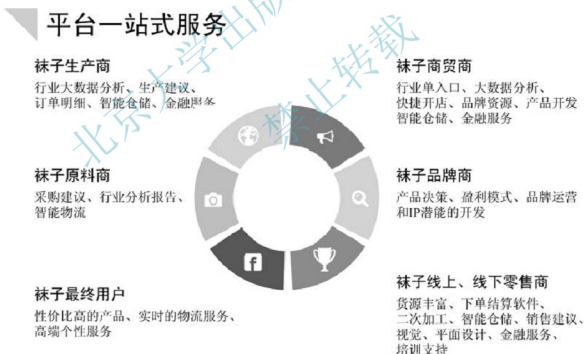 平台一站式服务
袜子生产商
行业大数据分析、生产建议、
订单明细、智能仓储、金融服务
袜子原料商
采购建议、行业分析报告、
智能物流
袜子最终用户
性价比高的产品、实时的物流服务、
高端个性服务
袜子商贸商
行业单入口、大数据分析、
快捷开店、品牌资源、产品开发
智能仓储、金融服务
袜子品牌商
产品决策、盈利模式、品牌运营
和IP潜能的开发
袜子线上、线下零售商
货源丰富、下单结算软件、
二次加工、智能仓储、销售建议、
视觉、平面设计、金融服务、
培训支持
北京大学出版
禁止转载